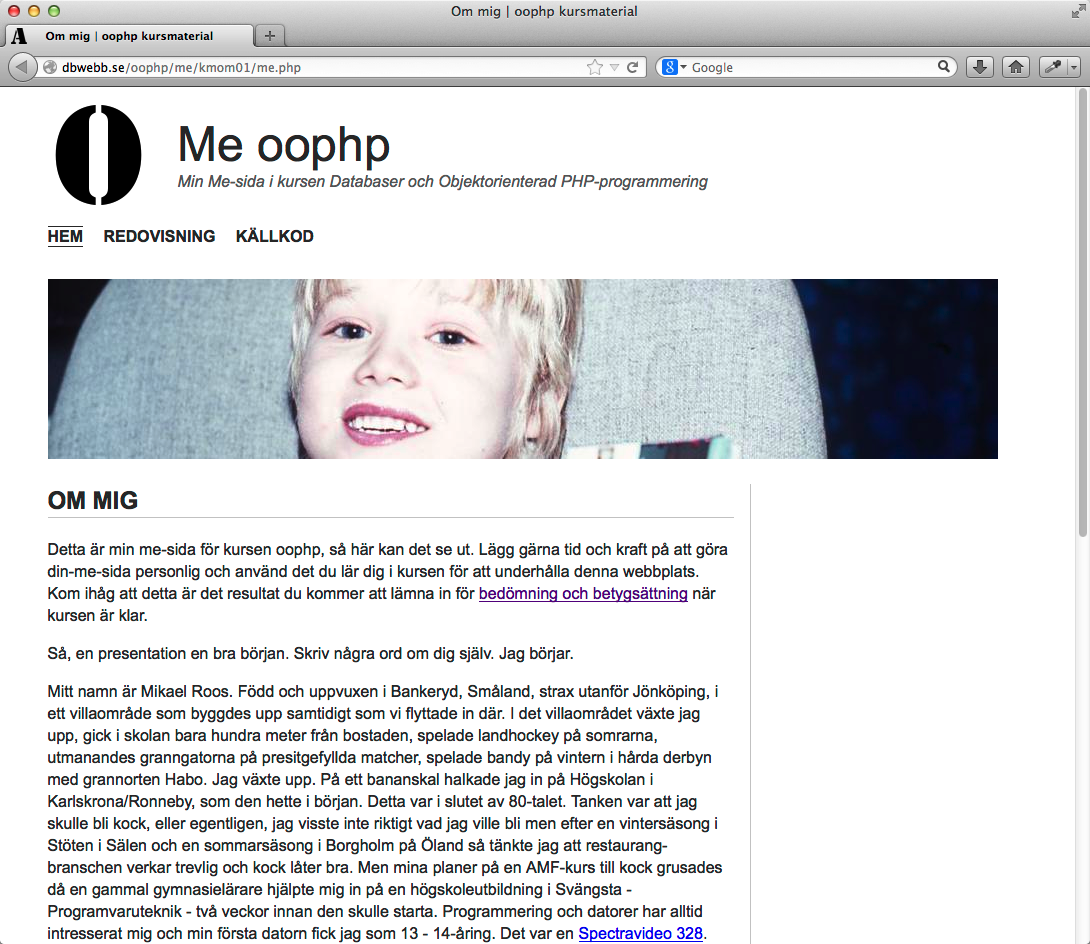 Om mig | oophp kursmaterial
Om mig | oophp kursmaterial
dbwebb.se/oophp/me/kmom01/me.php
Google
Me oophp
Min Me-sida i kursen Databaser och Objektorienterad PHP-programmering
HEM REDOVISNING KÄLLKOD
OM MIG
Detta är min me-sida för kursen oophp, så här kan det se ut. Lägg gärna tid och kraft på att göra
din-me-sida personlig och använd det du lär dig i kursen för att underhålla denna webbplats.
Kom ihåg att detta är det resultat du kommer att lämna in för bedömning och betygsättning när
kursen är klar.
Så, en presentation en bra början. Skriv några ord om dig själv. Jag börjar.
Mitt namn är Mikael Roos. Född och uppvuxen i Bankeryd, Småland, strax utanför Jönköping, i
ett villaområde som byggdes upp samtidigt som vi flyttade in där. I det villaområdet växte jag
upp, gick i skolan bara hundra meter från bostaden, spelade landhockey på somrarna,
utmanandes granngatorna på presitgefyllda matcher, spelade bandy på vintern i hårda derbyn
med grannorten Habo. Jag växte upp. På ett bananskal halkade jag in på Högskolan i
Karlskrona/Ronneby, som den hette i början. Detta var i slutet av 80-talet. Tanken var att jag
skulle bli kock, eller egentligen, jag visste inte riktigt vad jag ville bli men efter en vintersäsong i
Stöten i Sälen och en sommarsäsong i Borgholm på Öland så tänkte jag att restaurang-
branschen verkar trevlig och kock låter bra. Men mina planer på en AMF-kurs till kock grusades
då en gammal gymnasielärare hjälpte mig in på en högskoleutbildning i Svängsta -
Programvaruteknik - två veckor innan den skulle starta. Programmering och datorer har alltid
intresserat mig och min första datorn fick jag som 13 - 14-åring. Det var en Spectravideo 328.